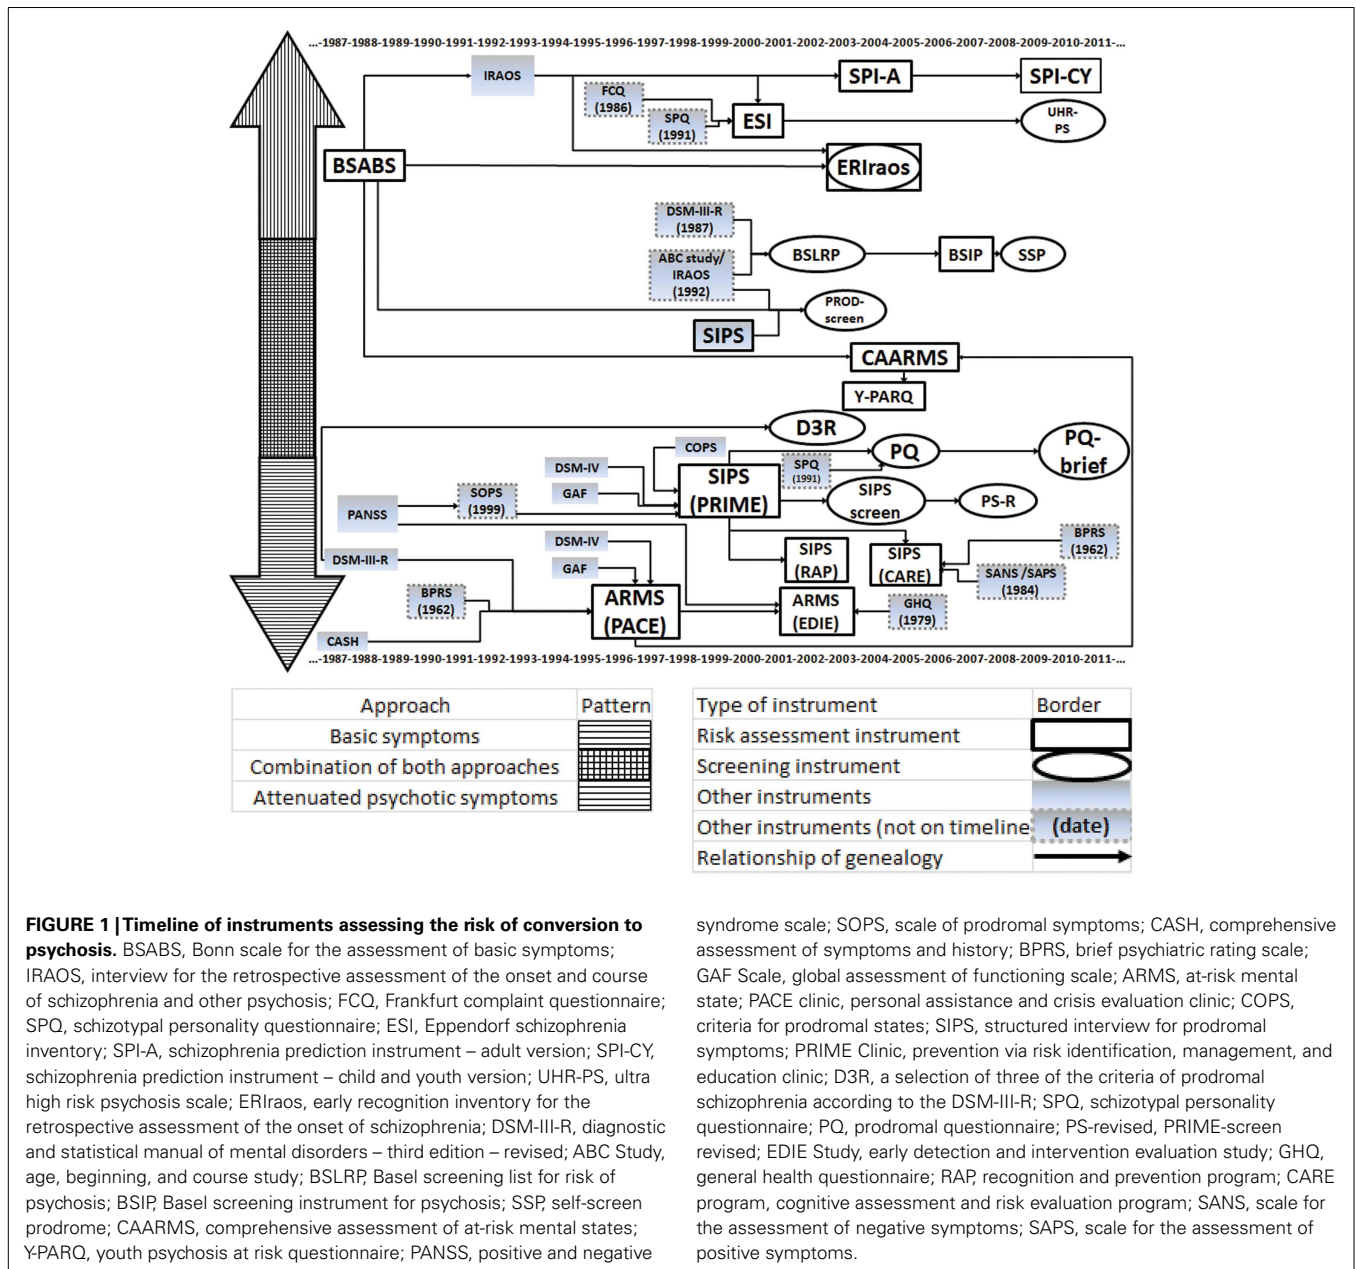 ...-1987-1988-1989-1990-1991-1992-1993-1994-1995-1996-1997-1998-1999-2000-2001-2002-2003-2004-2005-2006-2007-2008-2009-2010-2011-...
IRAOS
SPI-A
SPI-CY
FCQ
(1986)
SPQ
(1991)
ESI
UHR-
PS
BSABS
ERIraos
DSM-III-R
(1987)
ABC study/
IRAOS
(1992)
BSLRP
BSIP
SSP
PROD-
screen
SIPS
CAARMS
Y-PARQ
D3R
COPS
PQ
PQ-
brief
DSM-IV
GAF
SIPS
(PRIME)
SPQ
(1991)
SIPS
screen
PS-R
PANSS
SOPS
(1999)
DSM-III-R
DSM-IV
GAF
SIPS
(RAP)
SIPS
(CARE)
BPRS
(1962)
SANS /SAPS
(1984)
BPRS
(1962)
ARMS
(PACE)
ARMS
(EDIE)
GHQ
(1979)
CASH
...-1987-1988-1989-1990-1991-1992-1993-1994-1995-1996-1997-1998-1999-2000-2001-2002-2003-2004-2005-2006-2007-2008-2009-2010-2011-...
Approach Pattern
Basic symptoms
Combination of both approaches
Attenuated psychotic symptoms
Type of instrument Border
Risk assessment instrument
Screening instrument
Other instruments
Other instruments (not on timeline (date)
Relationship of genealogy
FIGURE 1 | Timeline of instruments assessing the risk of conversion to
psychosis. BSABS, Bonn scale for the assessment of basic symptoms;
IRAOS, interview for the retrospective assessment of the onset and course
of schizophrenia and other psychosis; FCQ, Frankfurt complaint questionnaire;
SPQ, schizotypal personality questionnaire; ESI, Eppendorf schizophrenia
inventory; SPI-A, schizophrenia prediction instrument – adult version; SPI-CY,
schizophrenia prediction instrument – child and youth version; UHR-PS, ultra
high risk psychosis scale; ERIraos, early recognition inventory for the
retrospective assessment of the onset of schizophrenia; DSM-III-R, diagnostic
and statistical manual of mental disorders – third edition – revised; ABC Study,
age, beginning, and course study; BSLRP, Basel screening list for risk of
psychosis; BSIP, Basel screening instrument for psychosis; SSP, self-screen
prodrome; CAARMS, comprehensive assessment of at-risk mental states;
Y-PARQ, youth psychosis at risk questionnaire; PANSS, positive and negative
syndrome scale; SOPS, scale of prodromal symptoms; CASH, comprehensive
assessment of symptoms and history; BPRS, brief psychiatric rating scale;
GAF Scale, global assessment of functioning scale; ARMS, at-risk mental
state; PACE clinic, personal assistance and crisis evaluation clinic; COPS,
criteria for prodromal states; SIPS, structured interview for prodromal
symptoms; PRIME Clinic, prevention via risk identification, management, and
education clinic; D3R, a selection of three of the criteria of prodromal
schizophrenia according to the DSM-III-R; SPQ, schizotypal personality
questionnaire; PQ, prodromal questionnaire; PS-revised, PRIME-screen
revised; EDIE Study, early detection and intervention evaluation study; GHQ,
general health questionnaire; RAP, recognition and prevention program; CARE
program, cognitive assessment and risk evaluation program; SANS, scale for
the assessment of negative symptoms; SAPS, scale for the assessment of
positive symptoms.